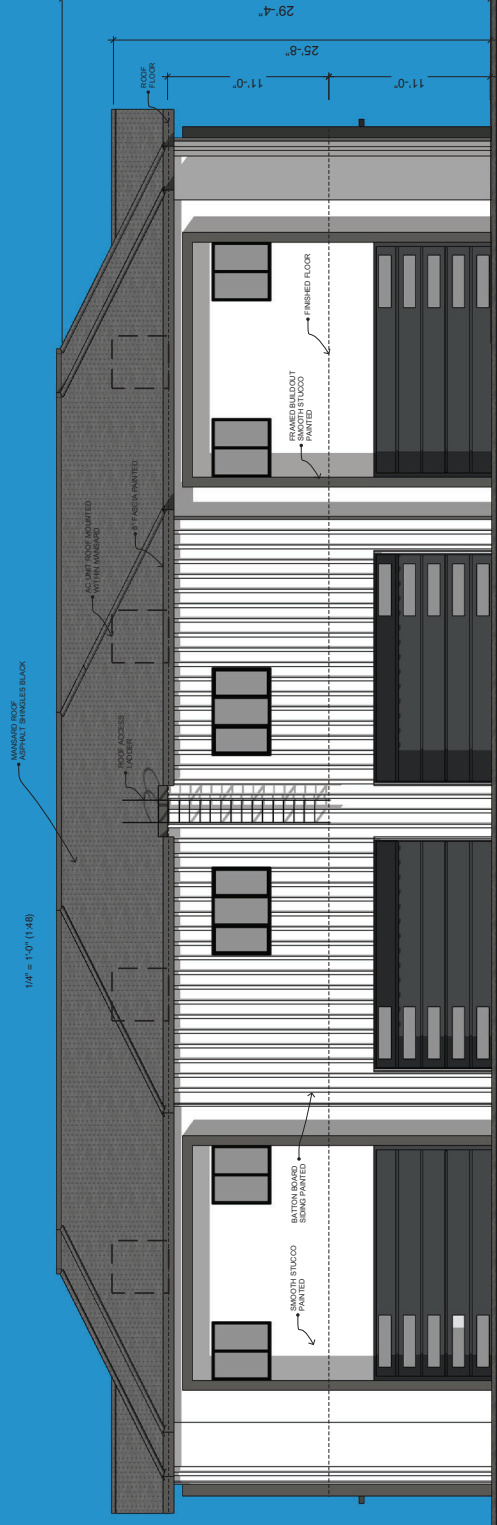 MANSARD ROOF
ASPHALT SHINGLES BLACK
1/4" = 1'-0" (1:48)
ROOF ACCESS
LADDER
AC UNIT ROOF MOUNTED
WITHIN MANSARD
6" FASCIA PAINTED
ROOF
FLOOR
SMOOTH STUCCO
PAINTED
BATTON BOARD
SIDING PAINTED
FRAMED BUILDOUT
SMOOTH STUCCO
PAINTED
FINISHED FLOOR
29'-4"
25'-8"
11'-0"
11'-0"